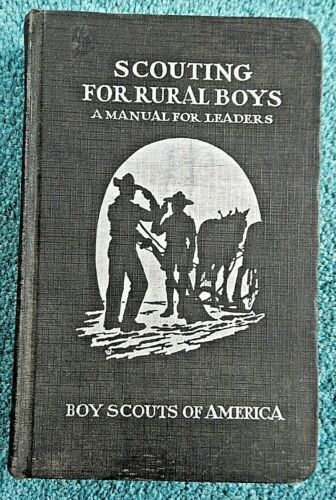 SCOUTING
FOR RURAL BOYS
A MANUAL FOR LEADERS
BOY SCOUTS OF AMERICA